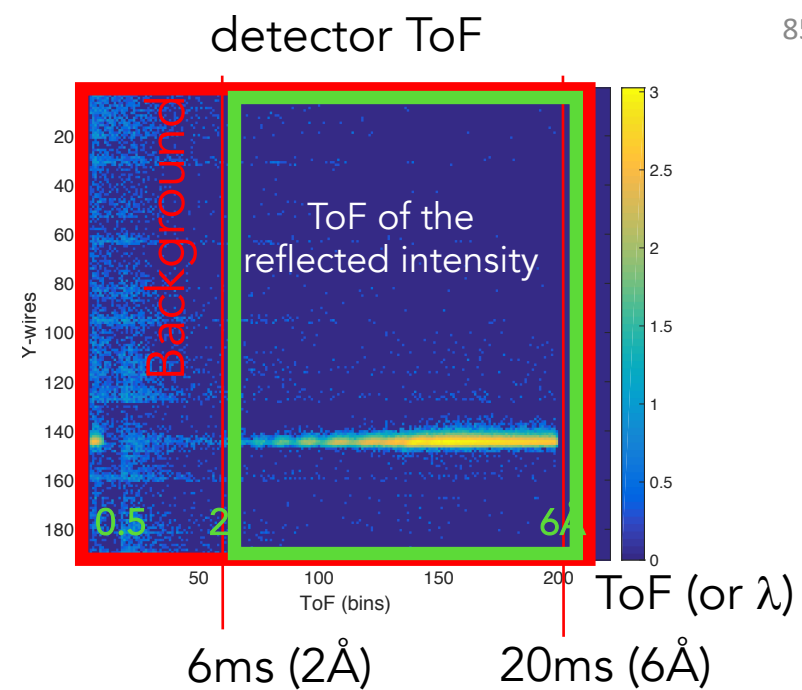 detector ToF
85
Background
ToF of the
reflected intensity
Y-wires
20
40
60
80
100
120
140
160
180
0.5
2
6Å
3
2.5
2
1.5
1
0.5
0
50
100
150
200
ToF (bins)
ToF (or λ)
6ms (2Å)
20ms (6Å)